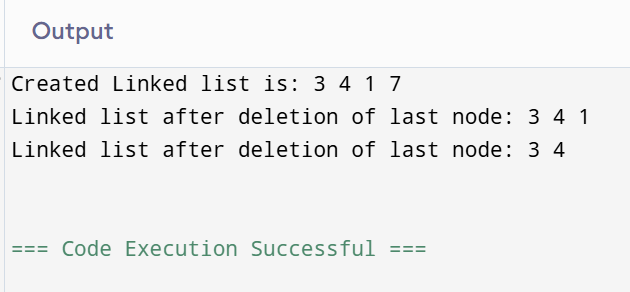 Output
Created Linked list is: 3 4 1 7
Linked list after deletion of last node: 3 4 1
Linked list after deletion of last node: 3 4
=== Code Execution Successful ===